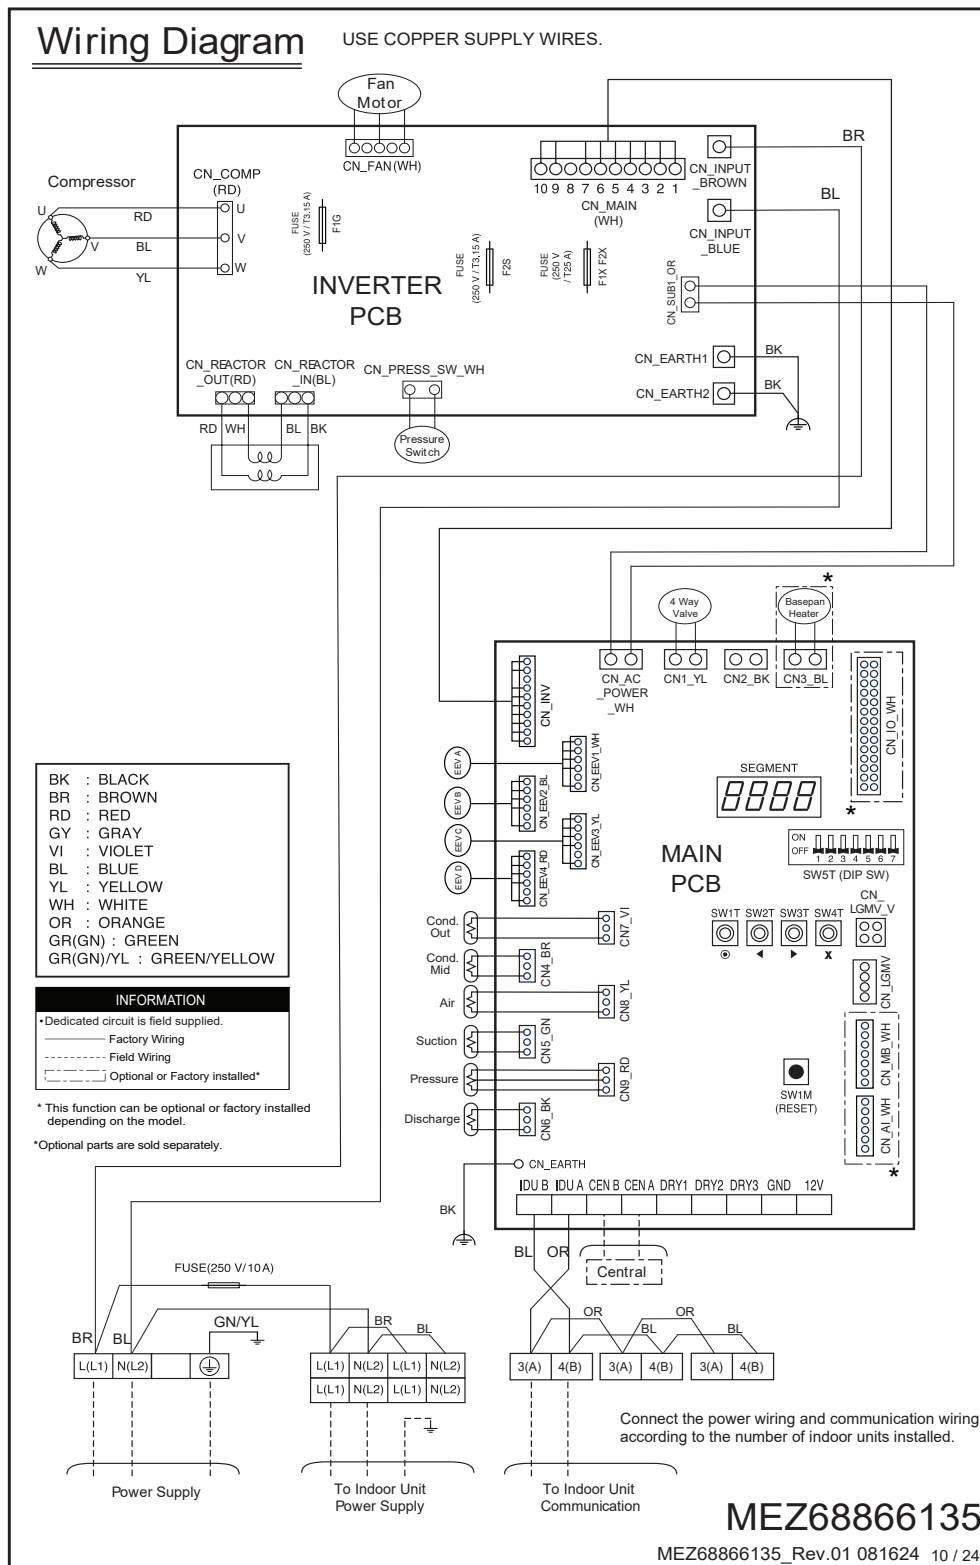 Wiring Diagram
USE COPPER SUPPLY WIRES.
Fan
Motor
CN_FAN(WH)
10 9 8 7 6 5 4 3 2 1
CN_MAIN
(WH)
CN_INPUT
_BROWN
BR
CN_INPUT
_BLUE
BL
Compressor
CN_COMP
(RD)
U
RD
U
V
BL
V
W
YL
W
FUSE
(250 V / T3.15 A)
F1G
FUSE
(250 V / T3.15 A)
F2S
FUSE
(250 V
/ T25 A)
F1X F2X
CN_SUB1_OR
INVERTER
PCB
CN_EARTH1
BK
CN_EARTH2
BK
CN_REACTOR
_OUT(RD)
CN_REACTOR
_IN(BL)
CN_PRESS_SW_WH
RD WH BL BK
Pressure
Switch
*
4 Way
Valve
Basepan
Heater
CN_AC
_POWER
_WH
CN1_YL
CN2_BK
CN3_BL
CN_INV
CN_IO_WH
*
EEV A
CN_EEV1_WH
EEV B
CN_EEV2_BL
EEV C
CN_EEV3_YL
EEV D
CN_EEV4_RD
SEGMENT
8888
MAIN
PCB
ON
OFF
1 2 3 4 5 6 7
SW5T (DIP SW)
SW1T SW2T SW3T SW4T
X
CN_
LGMV_V
CN_LGMV
CN_MB_WH
CN_AI_WH
*
SW1M
(RESET)
Cond.
Out
CN7_VI
Cond.
Mid
CN4_BR
Air
CN8_YL
Suction
CN5_GN
Pressure
CN9_RD
Discharge
CN6_BK
CN_EARTH
BK
IDU B IDU A CEN B CEN A DRY1 DRY2 DRY3 GND 12V
BL OR
Central
BK : BLACK
BR : BROWN
RD : RED
GY : GRAY
VI : VIOLET
BL : BLUE
YL : YELLOW
WH : WHITE
OR : ORANGE
GR(GN) : GREEN
GR(GN)/YL : GREEN/YELLOW
INFORMATION
•Dedicated circuit is field supplied.
Factory Wiring
Field Wiring
Optional or Factory installed*
* This function can be optional or factory installed
depending on the model.
*Optional parts are sold separately.
FUSE(250 V/10A)
BR BL GN/YL
L(L1) N(L2)
BR BL
L(L1) N(L2) L(L1) N(L2)
L(L1) N(L2) L(L1) N(L2)
OR OR
BL BL
3(A) 4(B) 3(A) 4(B) 3(A) 4(B)
Connect the power wiring and communication wiring
according to the number of indoor units installed.
Power Supply
To Indoor Unit
Power Supply
To Indoor Unit
Communication
MEZ68866135
MEZ68866135_Rev.01 081624 10 / 24